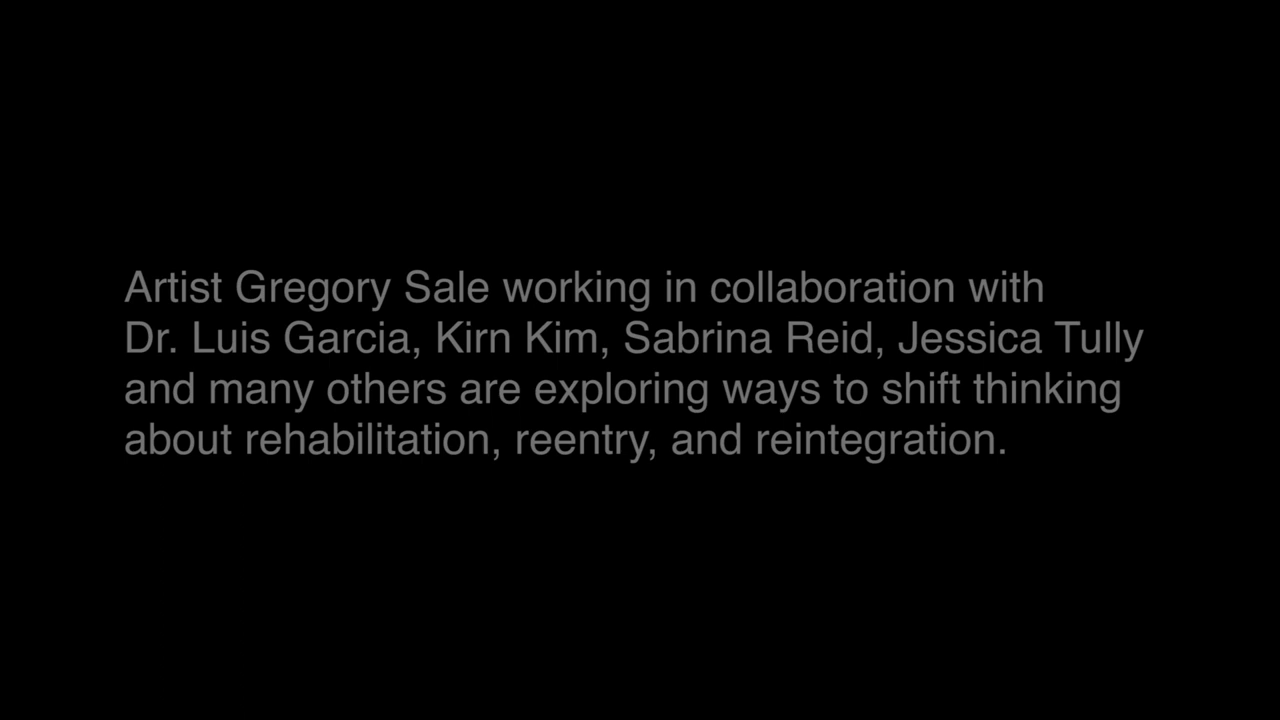 Artist Gregory Sale working in collaboration with
Dr. Luis Garcia, Kirn Kim, Sabrina Reid, Jessica Tully
and many others are exploring ways to shift thinking
about rehabilitation, reentry, and reintegration.